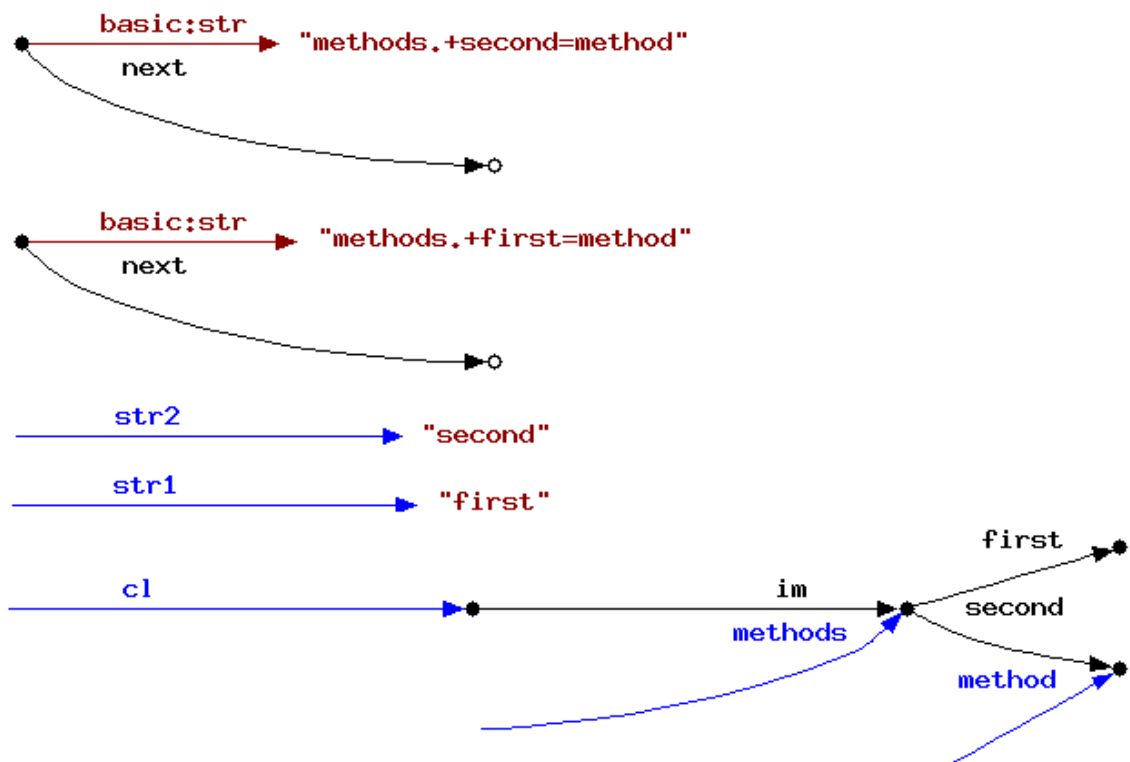 basic:str
"methods.+second=method"
next
basic:str
"methods.+first=method"
next
str2
"second"
str1
"first"
first
cl
im
second
methods
method